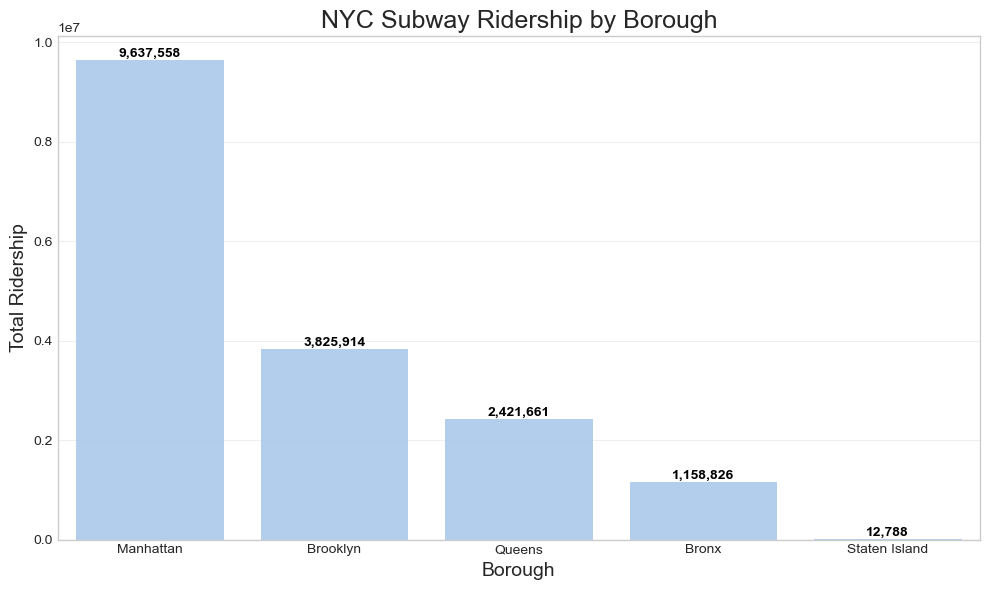 NYC Subway Ridership by Borough
1e7
1.0
0.8
0.6
0.4
0.2
0.0
Total Ridership
9,637,558
3,825,914
2,421,661
1,158,826
12,788
Manhattan
Brooklyn
Queens
Bronx
Staten Island
Borough